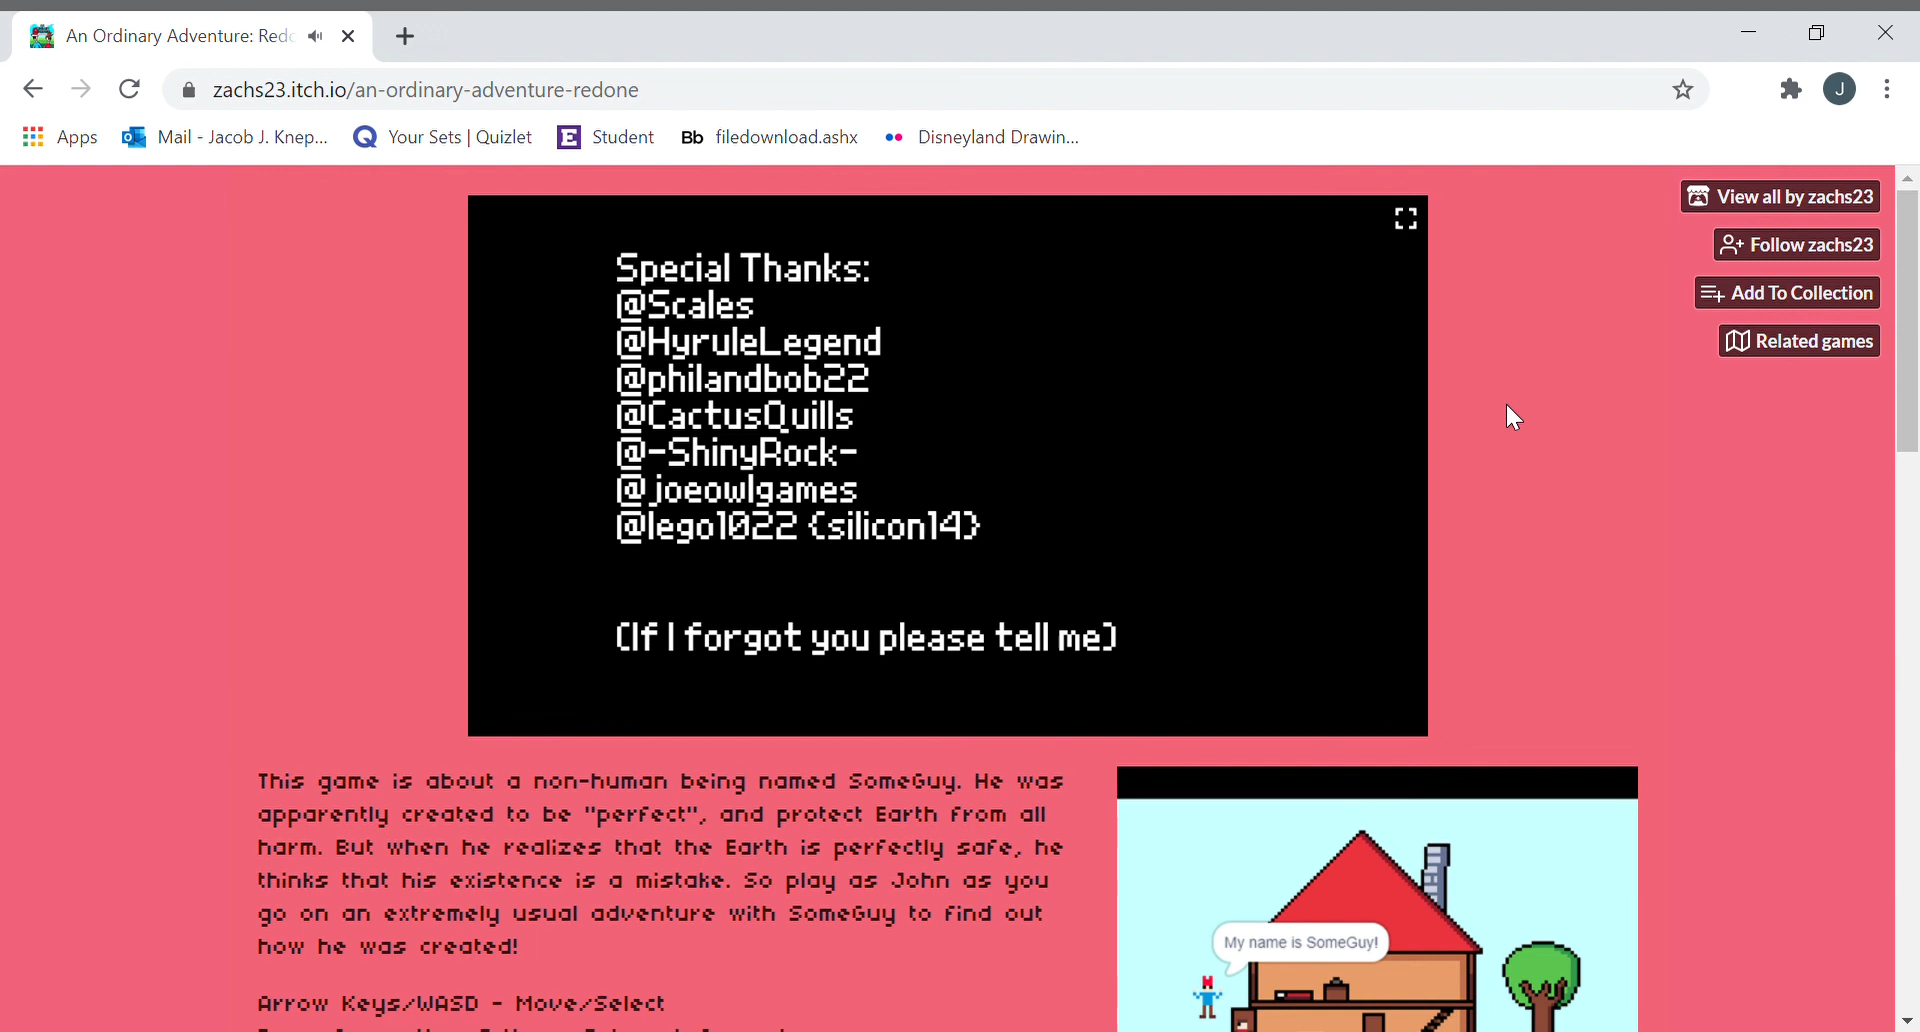 An Ordinary Adventure: Redo
zachs23.itch.io/an-ordinary-adventure-redone
J
Apps
Mail - Jacob J. Knep...
Q
Your Sets | Quizlet
E
Student
Bb
filedownload.ashx
Disneyland Drawin...
View all by zachs23
Follow zachs23
Add To Collection
Related games
Special Thanks:
@Scales
@HyruleLegend
@philandbob22
@CactusQuills
@-ShinyRock-
@joeowlgames
@lego1022 {silicon14}
(If I forgot you please tell me)
This game is about a non-human being named SomeGuy. He was
apparently created to be "perfect", and protect Earth from all
harm. But when he realizes that the Earth is perfectly safe, he
thinks that his existence is a mistake. So play as John as you
go on an extremely usual adventure with SomeGuy to find out
how he was created!
Arrow Keys/WASD - Move/Select
My name is SomeGuy!